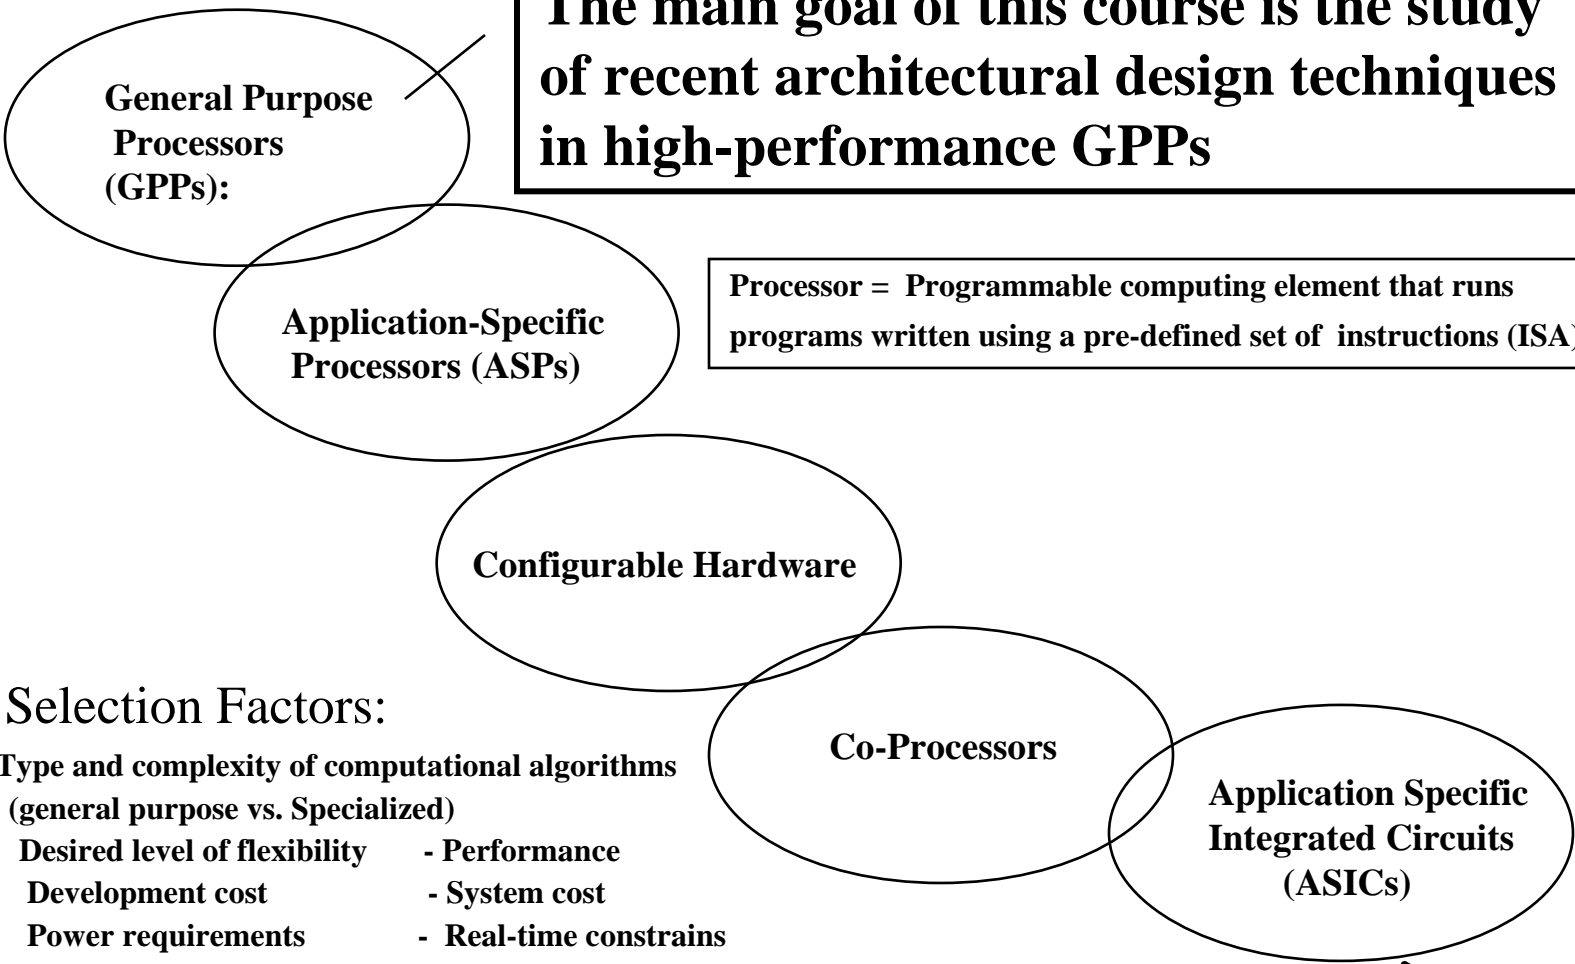 The main goal of this course is the study
of recent architectural design techniques
in high-performance GPPs
General Purpose
Processors
(GPPs):
Processor = Programmable computing element that runs
programs written using a pre-defined set of instructions (ISA)
Application-Specific
Processors (ASPs)
Configurable Hardware
Selection Factors:
Type and complexity of computational algorithms
(general purpose vs. Specialized)
Desired level of flexibility - Performance
Development cost - System cost
Power requirements - Real-time constrains
Co-Processors
Application Specific
Integrated Circuits
(ASICs)